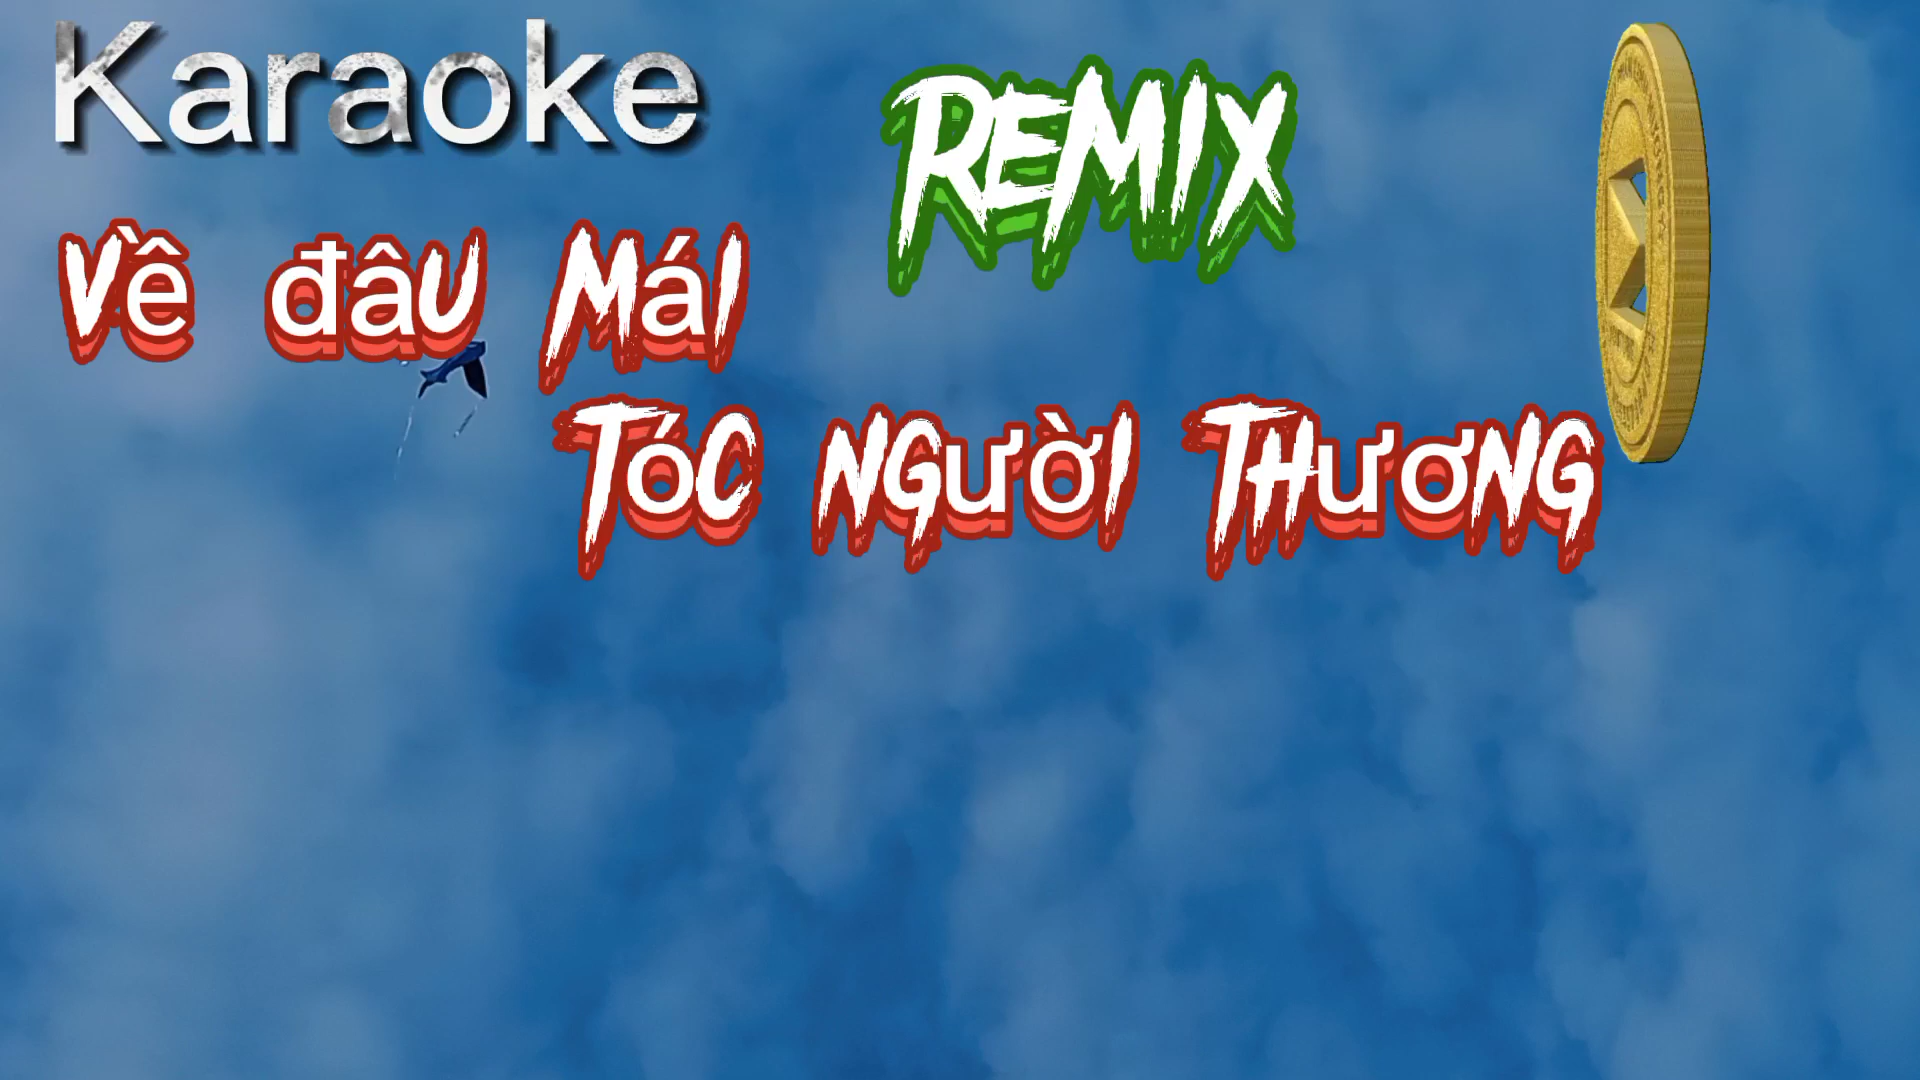 Karaoke
REMIX
Về đâu Mái
Tóc người Thương